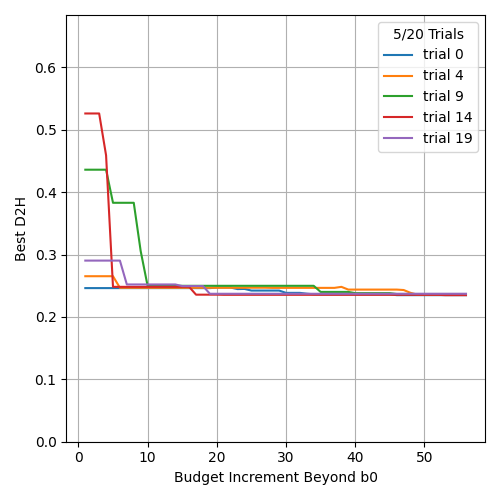 5/20 Trials
trial 0
trial 4
trial 9
trial 14
trial 19
Best D2H
0.6
0.5
0.4
0.3
0.2
0.1
0.0
0 10 20 30 40 50
Budget Increment Beyond b0